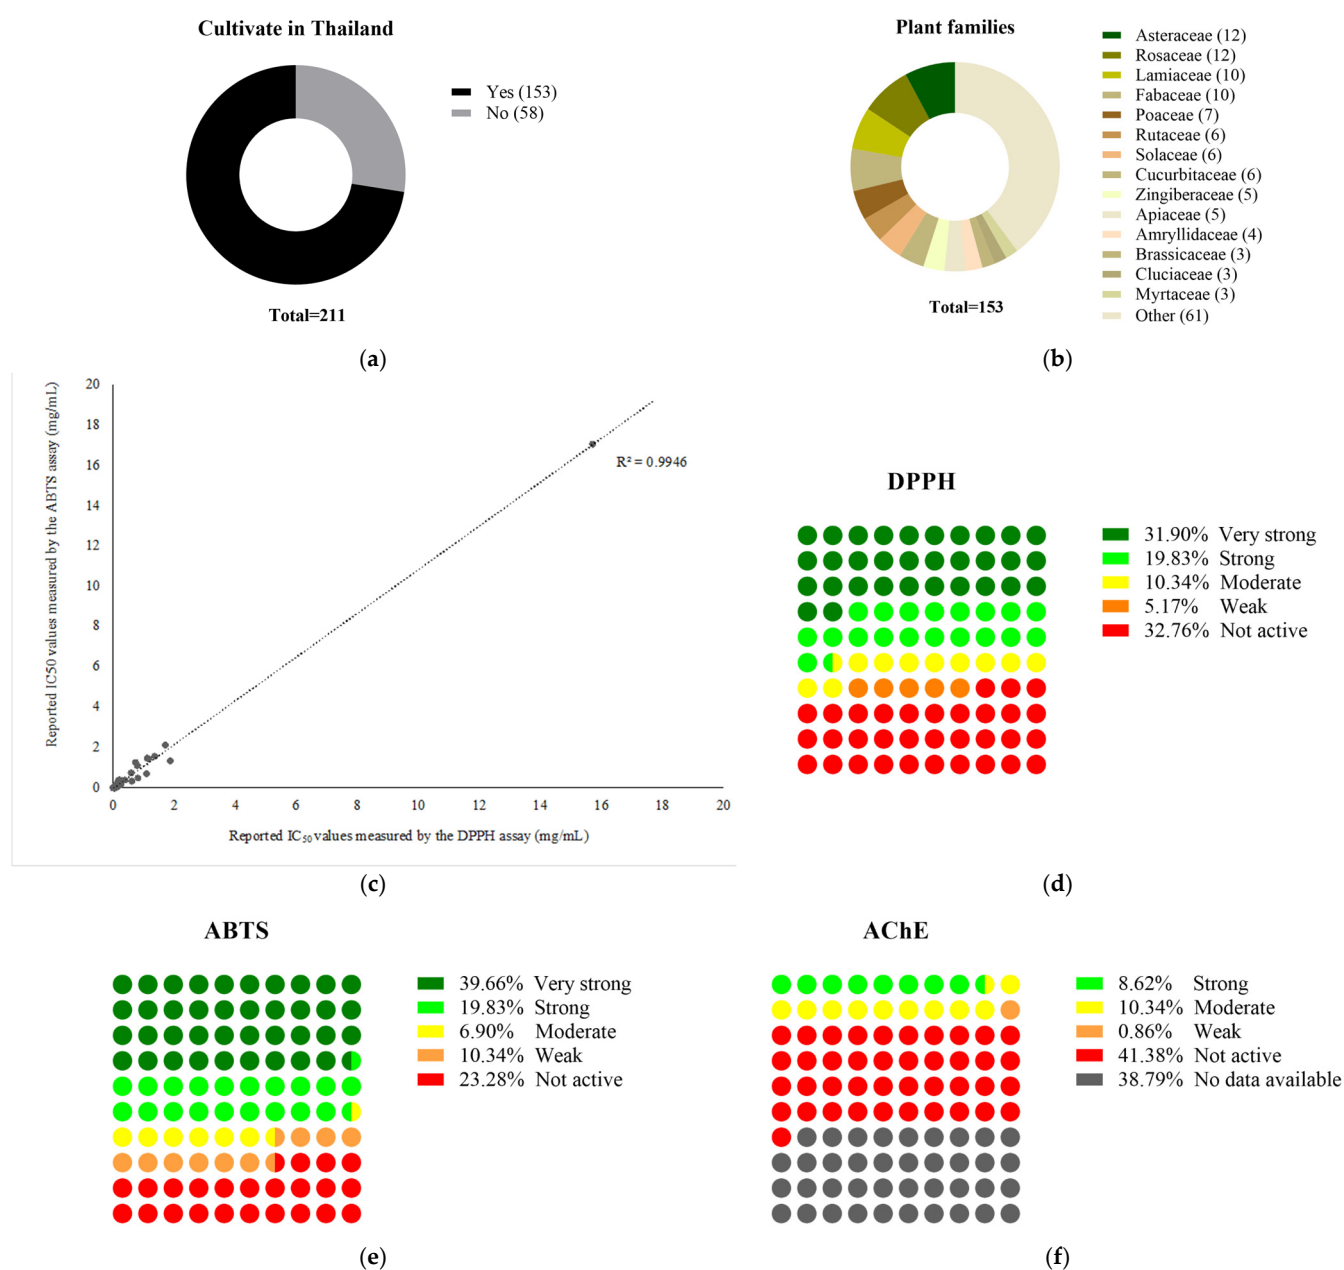 Cultivate in Thailand
Yes (153)
No (58)
Total=211
(a)
Plant families
Asteraceae (12)
Rosaceae (12)
Lamiaceae (10)
Fabaceae (10)
Poaceae (7)
Rutaceae (6)
Solaceae (6)
Cucurbitaceae (6)
Zingiberaceae (5)
Apiaceae (5)
Amryllidaceae (4)
Brassicaceae (3)
Cluciaceae (3)
Myrtaceae (3)
Other (61)
Total=153
(b)
Reported IC50 values measured by the ABTS assay (mg/mL)
20
18
16
14
12
10
8
6
4
2
0
R² = 0.9946
0 2 4 6 8 10 12 14 16 18 20
Reported IC₅₀ values measured by the DPPH assay (mg/mL)
(c)
DPPH
31.90% Very strong
19.83% Strong
10.34% Moderate
5.17% Weak
32.76% Not active
(d)
ABTS
39.66% Very strong
19.83% Strong
6.90% Moderate
10.34% Weak
23.28% Not active
(e)
AChE
8.62% Strong
10.34% Moderate
0.86% Weak
41.38% Not active
38.79% No data available
(f)